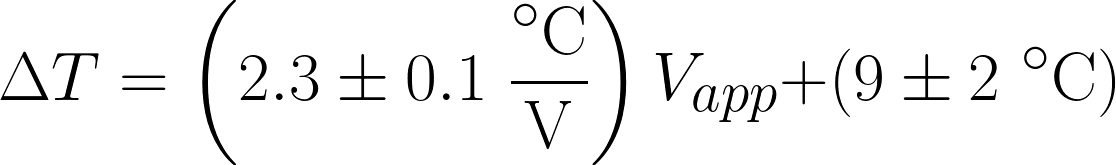 ΔT = (2.3 ± 0.1 °C/V) V_app + (9 ± 2 °C)